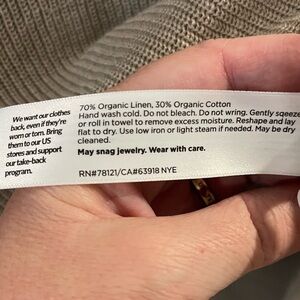 We want our clothes
back, even if they're
worn or torn. Bring
them to our US
stores and support
our take-back
program.
70% Organic Linen, 30% Organic Cotton
Hand wash cold. Do not bleach. Do not wring. Gently sqeeze
or roll in towel to remove excess moisture. Reshape and lay
flat to dry. Use low iron or light steam if needed. May be dry
cleaned.
May snag jewelry. Wear with care.
RN#78121/CA#63918 NYE